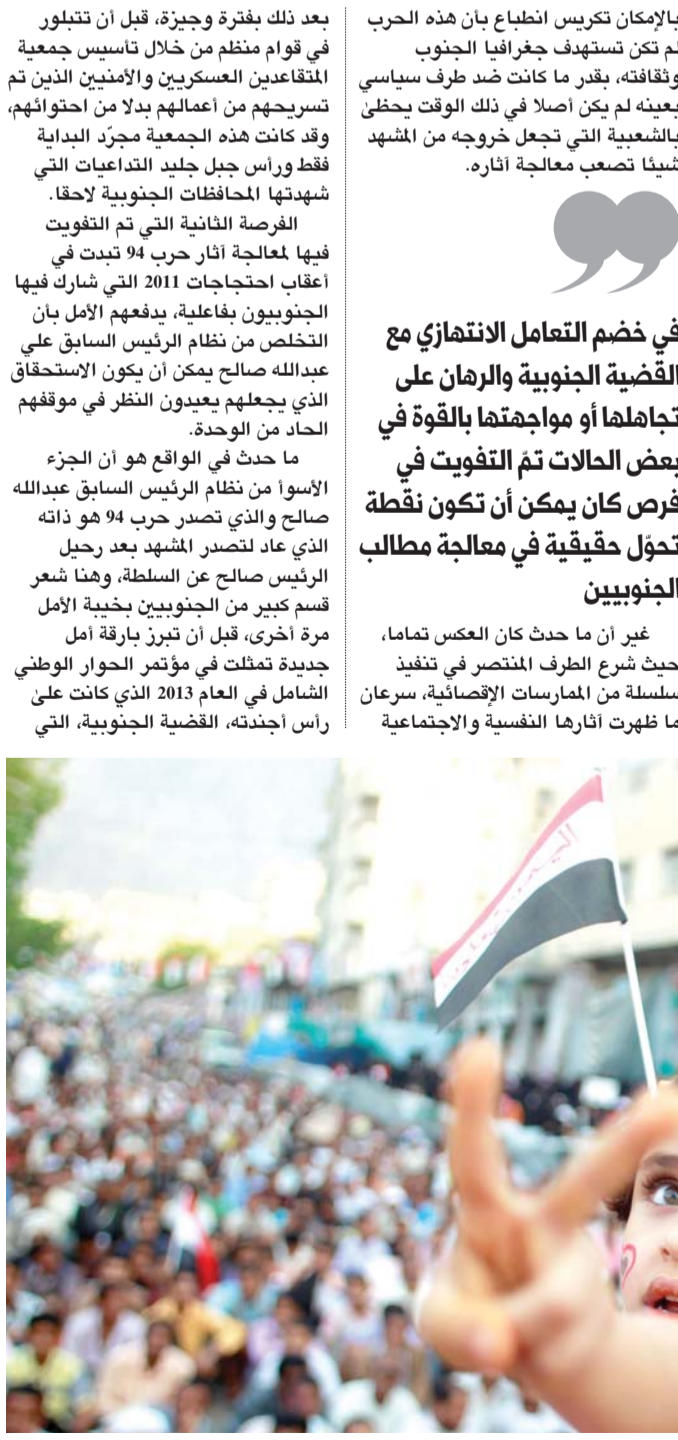 بالإمكان تكريس انطباع بأن هذه الحرب
لم تكن تستهدف جغرافيا الجنوب
وثقافته، بقدر ما كانت ضد طرف سياسي
بعينه لم يكن أصلا في ذلك الوقت يحظى
بالشعبية التي تجعل خروجه من المشهد
شيئا تصعب معالجة آثاره.
في خضم التعامل الانتهازي مع
القضية الجنوبية والرهان على
تجاهلها أو مواجهتها بالقوة في
بعض الحالات تمّ التفويت في
فرص كان يمكن أن تكون نقطة
تحوّل حقيقية في معالجة مطالب
الجنوبيين
غير أن ما حدث كان العكس تماما،
حيث شرع الطرف المنتصر في تنفيذ
سلسلة من الممارسات الإقصائية، سرعان
ما ظهرت آثارها النفسية والاجتماعية
بعد ذلك بفترة وجيزة، قبل أن تتبلور
في قوام منظم من خلال تأسيس جمعية
المتقاعدين العسكريين والأمنيين الذين تم
تسريحهم من أعمالهم بدلا من احتوائهم،
وقد كانت هذه الجمعية مجرّد البداية
فقط ورأس جبل جليد التداعيات التي
شهدتها المحافظات الجنوبية لاحقا.
الفرصة الثانية التي تم التفويت
فيها لمعالجة آثار حرب 94 تبدت في
أعقاب احتجاجات 2011 التي شارك فيها
الجنوبيون بفاعلية، يدفعهم الأمل بأن
التخلص من نظام الرئيس السابق علي
عبدالله صالح يمكن أن يكون الاستحقاق
الذي يجعلهم يعيدون النظر في موقفهم
الحاد من الوحدة.
ما حدث في الواقع هو أن الجزء
الأسوأ من نظام الرئيس السابق عبدالله
صالح والذي تصدر حرب 94 هو ذاته
الذي عاد لتصدر المشهد بعد رحيل
الرئيس صالح عن السلطة، وهنا شعر
قسم كبير من الجنوبيين بخيبة الأمل
مرة أخرى، قبل أن تبرز بارقة أمل
جديدة تمثلت في مؤتمر الحوار الوطني
الشامل في العام 2013 الذي كانت على
رأس أجندته، القضية الجنوبية، التي